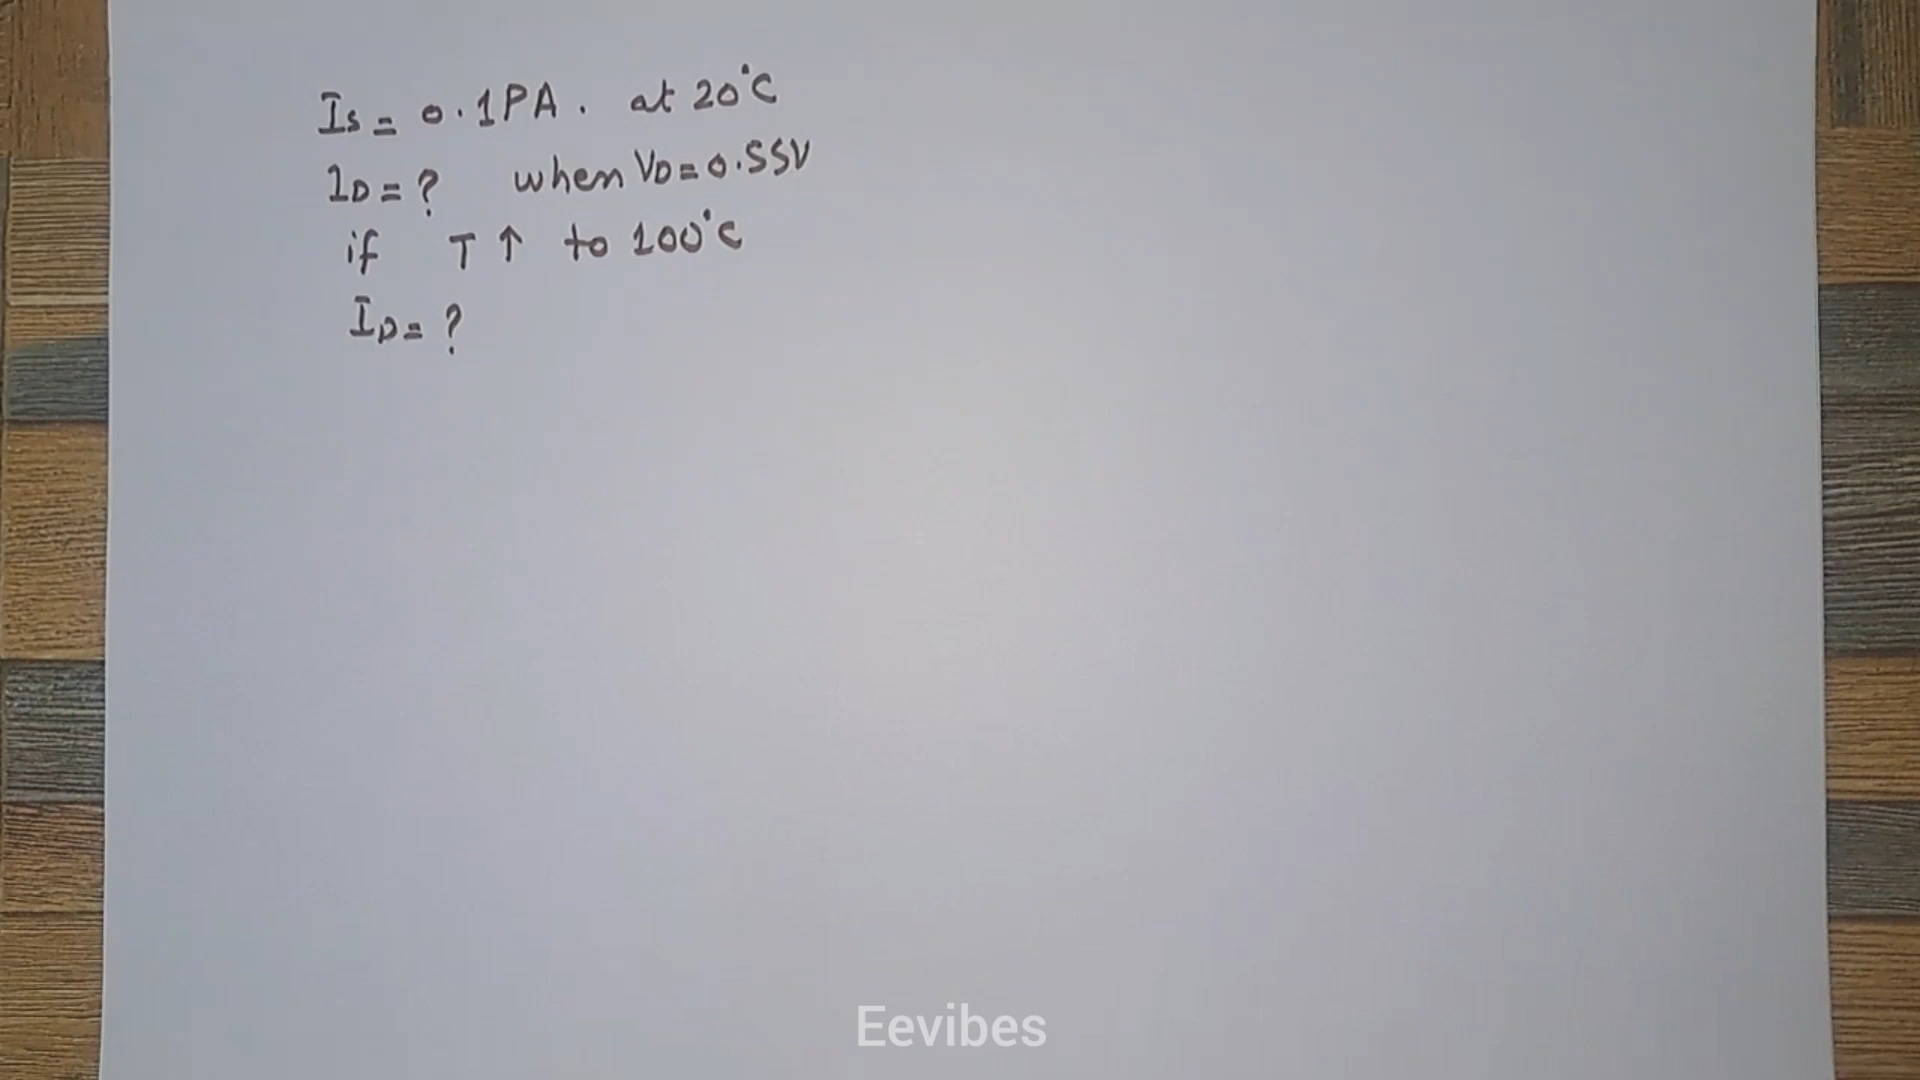 Is = 0.1PA. at 20°C
ID = ? when VD = 0.55V
if T ↑ to 100°C
ID = ?
Eevibes